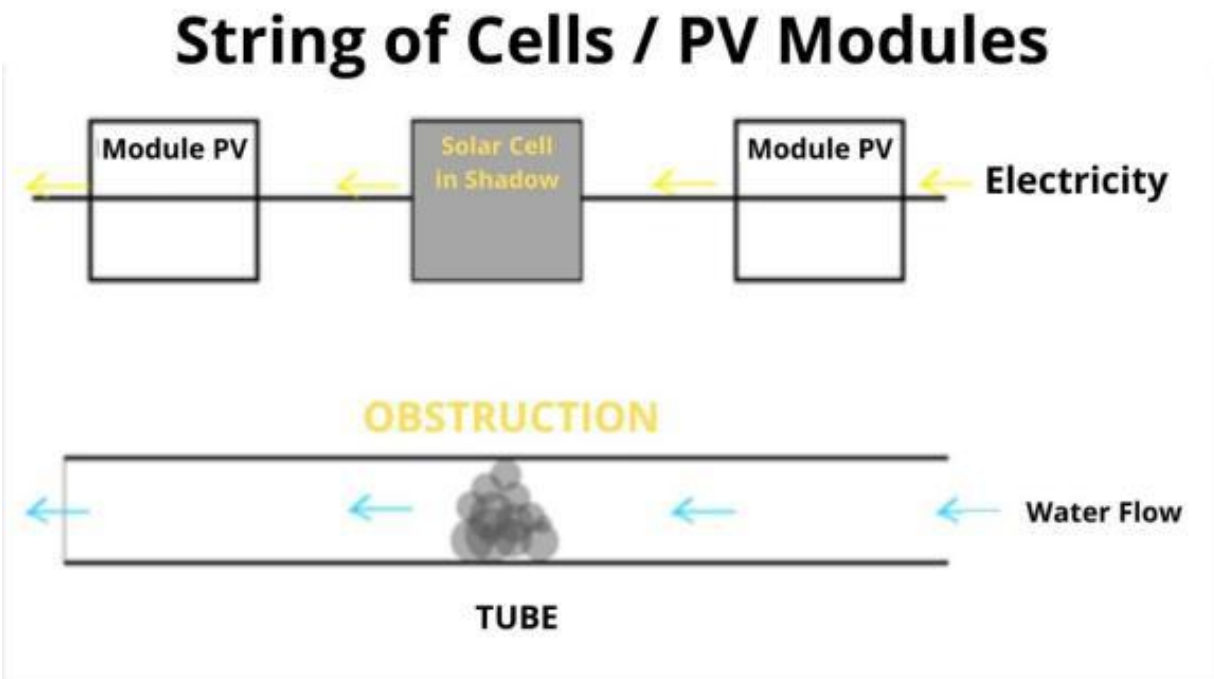 String of Cells / PV Modules
Module PV
Solar Cell
in Shadow
Module PV
Electricity
OBSTRUCTION
Water Flow
TUBE